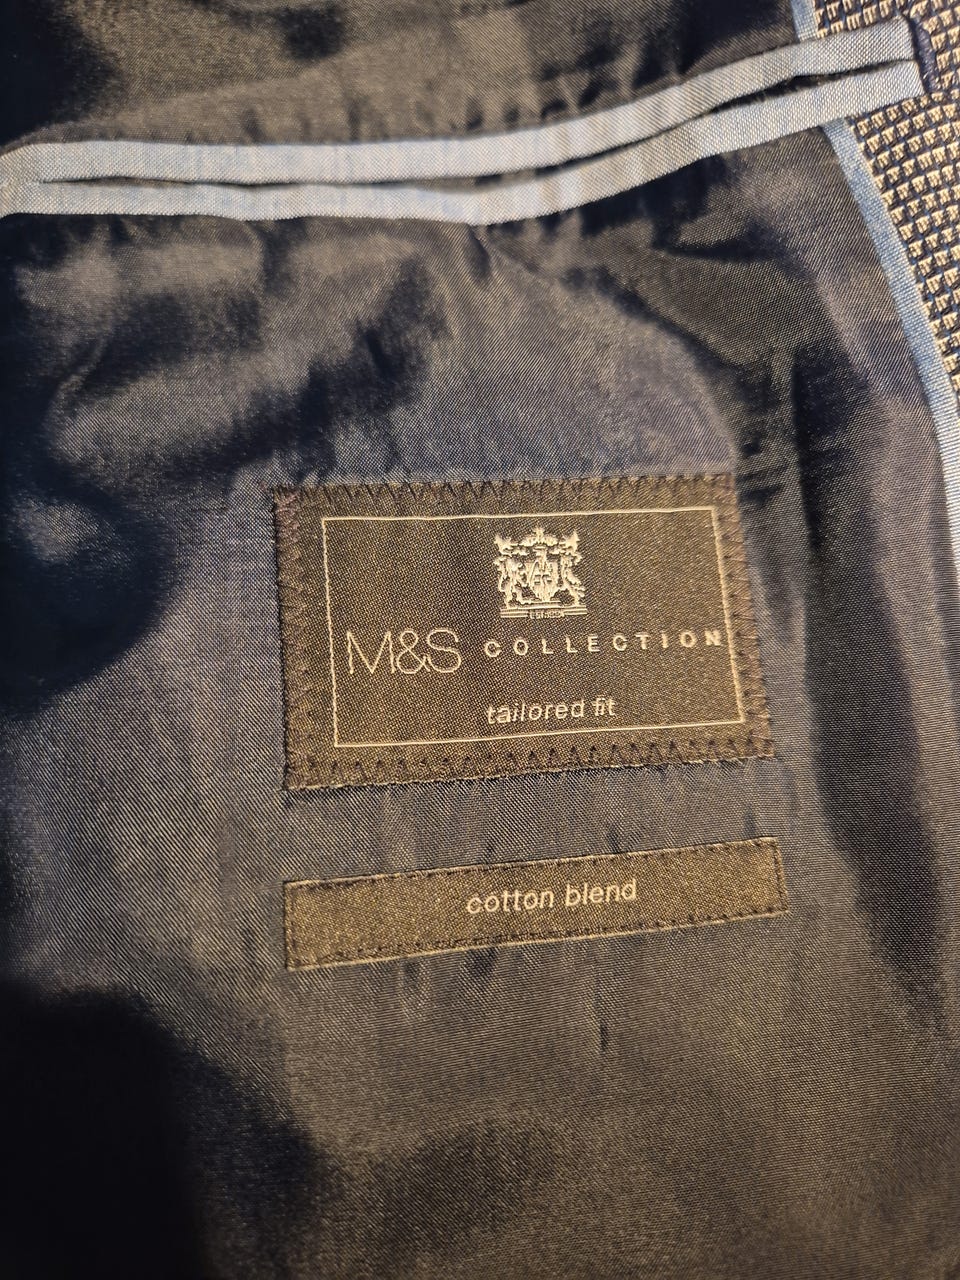 M&S COLLECTION
tailored fit
cotton blend